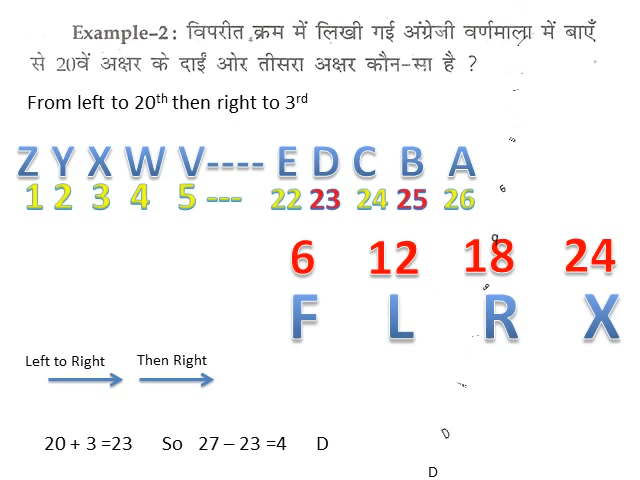 Example-2: विपरीत क्रम में लिखी गई अंग्रेजी वर्णमाला में बाएँ
से 20वें अक्षर के दाईं ओर तीसरा अक्षर कौन-सा है ?
From left to 20th then right to 3rd
Z Y X W V---- E D C B A
1 2 3 4 5 --- 22 23 24 25 26
6
6 12 18 24
9
F L R X
Left to Right Then Right
20 + 3 =23 So 27 – 23 =4 D
D
D